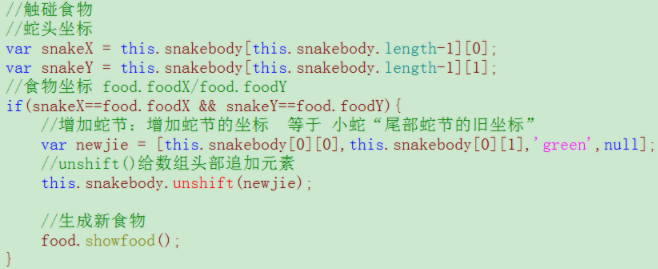 //触碰食物
//蛇头坐标
var snakeX = this.snakebody[this.snakebody.length-1][0];
var snakeY = this.snakebody[this.snakebody.length-1][1];
//食物坐标 food.foodX/food.foodY
if(snakeX==food.foodX && snakeY==food.foodY){
//增加蛇节：增加蛇节的坐标 等于 小蛇“尾部蛇节的旧坐标”
var newjie = [this.snakebody[0][0],this.snakebody[0][1],'green',null];
//unshift()给数组头部追加元素
this.snakebody.unshift(newjie);
//生成新食物
food.showfood();
}